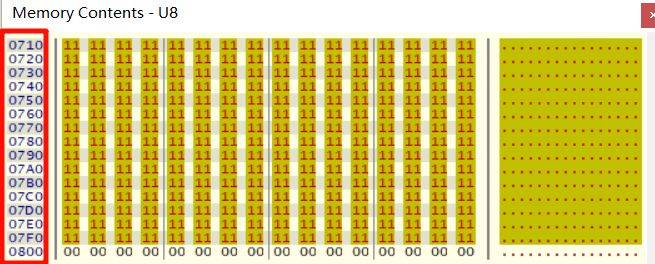 Memory Contents - U8
0710 11 11 11 11 11 11 11 11 11 11 11 11 11 11 11 11 ................
0720 11 11 11 11 11 11 11 11 11 11 11 11 11 11 11 11 ................
0730 11 11 11 11 11 11 11 11 11 11 11 11 11 11 11 11 ................
0740 11 11 11 11 11 11 11 11 11 11 11 11 11 11 11 11 ................
0750 11 11 11 11 11 11 11 11 11 11 11 11 11 11 11 11 ................
0760 11 11 11 11 11 11 11 11 11 11 11 11 11 11 11 11 ................
0770 11 11 11 11 11 11 11 11 11 11 11 11 11 11 11 11 ................
0780 11 11 11 11 11 11 11 11 11 11 11 11 11 11 11 11 ................
0790 11 11 11 11 11 11 11 11 11 11 11 11 11 11 11 11 ................
07A0 11 11 11 11 11 11 11 11 11 11 11 11 11 11 11 11 ................
07B0 11 11 11 11 11 11 11 11 11 11 11 11 11 11 11 11 ................
07C0 11 11 11 11 11 11 11 11 11 11 11 11 11 11 11 11 ................
07D0 11 11 11 11 11 11 11 11 11 11 11 11 11 11 11 11 ................
07E0 11 11 11 11 11 11 11 11 11 11 11 11 11 11 11 11 ................
07F0 11 11 11 11 11 11 11 11 11 11 11 11 11 11 11 11 ................
0800 00 00 00 00 00 00 00 00 00 00 00 00 00 00 00 00 ................